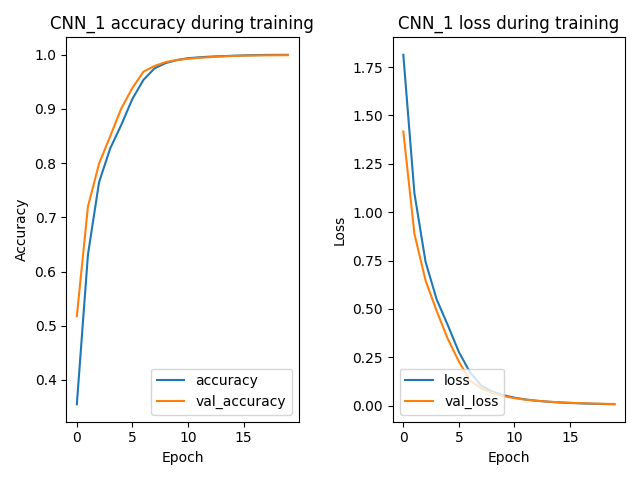 CNN_1 accuracy during training
1.0
0.9
0.8
0.7
0.6
0.5
0.4
Accuracy
accuracy
val_accuracy
0 5 10 15
Epoch
CNN_1 loss during training
1.75
1.50
1.25
1.00
0.75
0.50
0.25
0.00
Loss
loss
val_loss
0 5 10 15
Epoch